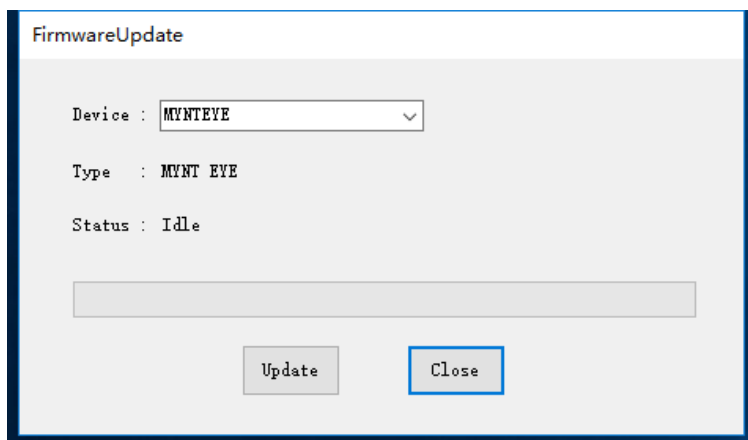 FirmwareUpdate
Device : MYNTEYE
Type : MYNT EYE
Status : Idle
Update Close